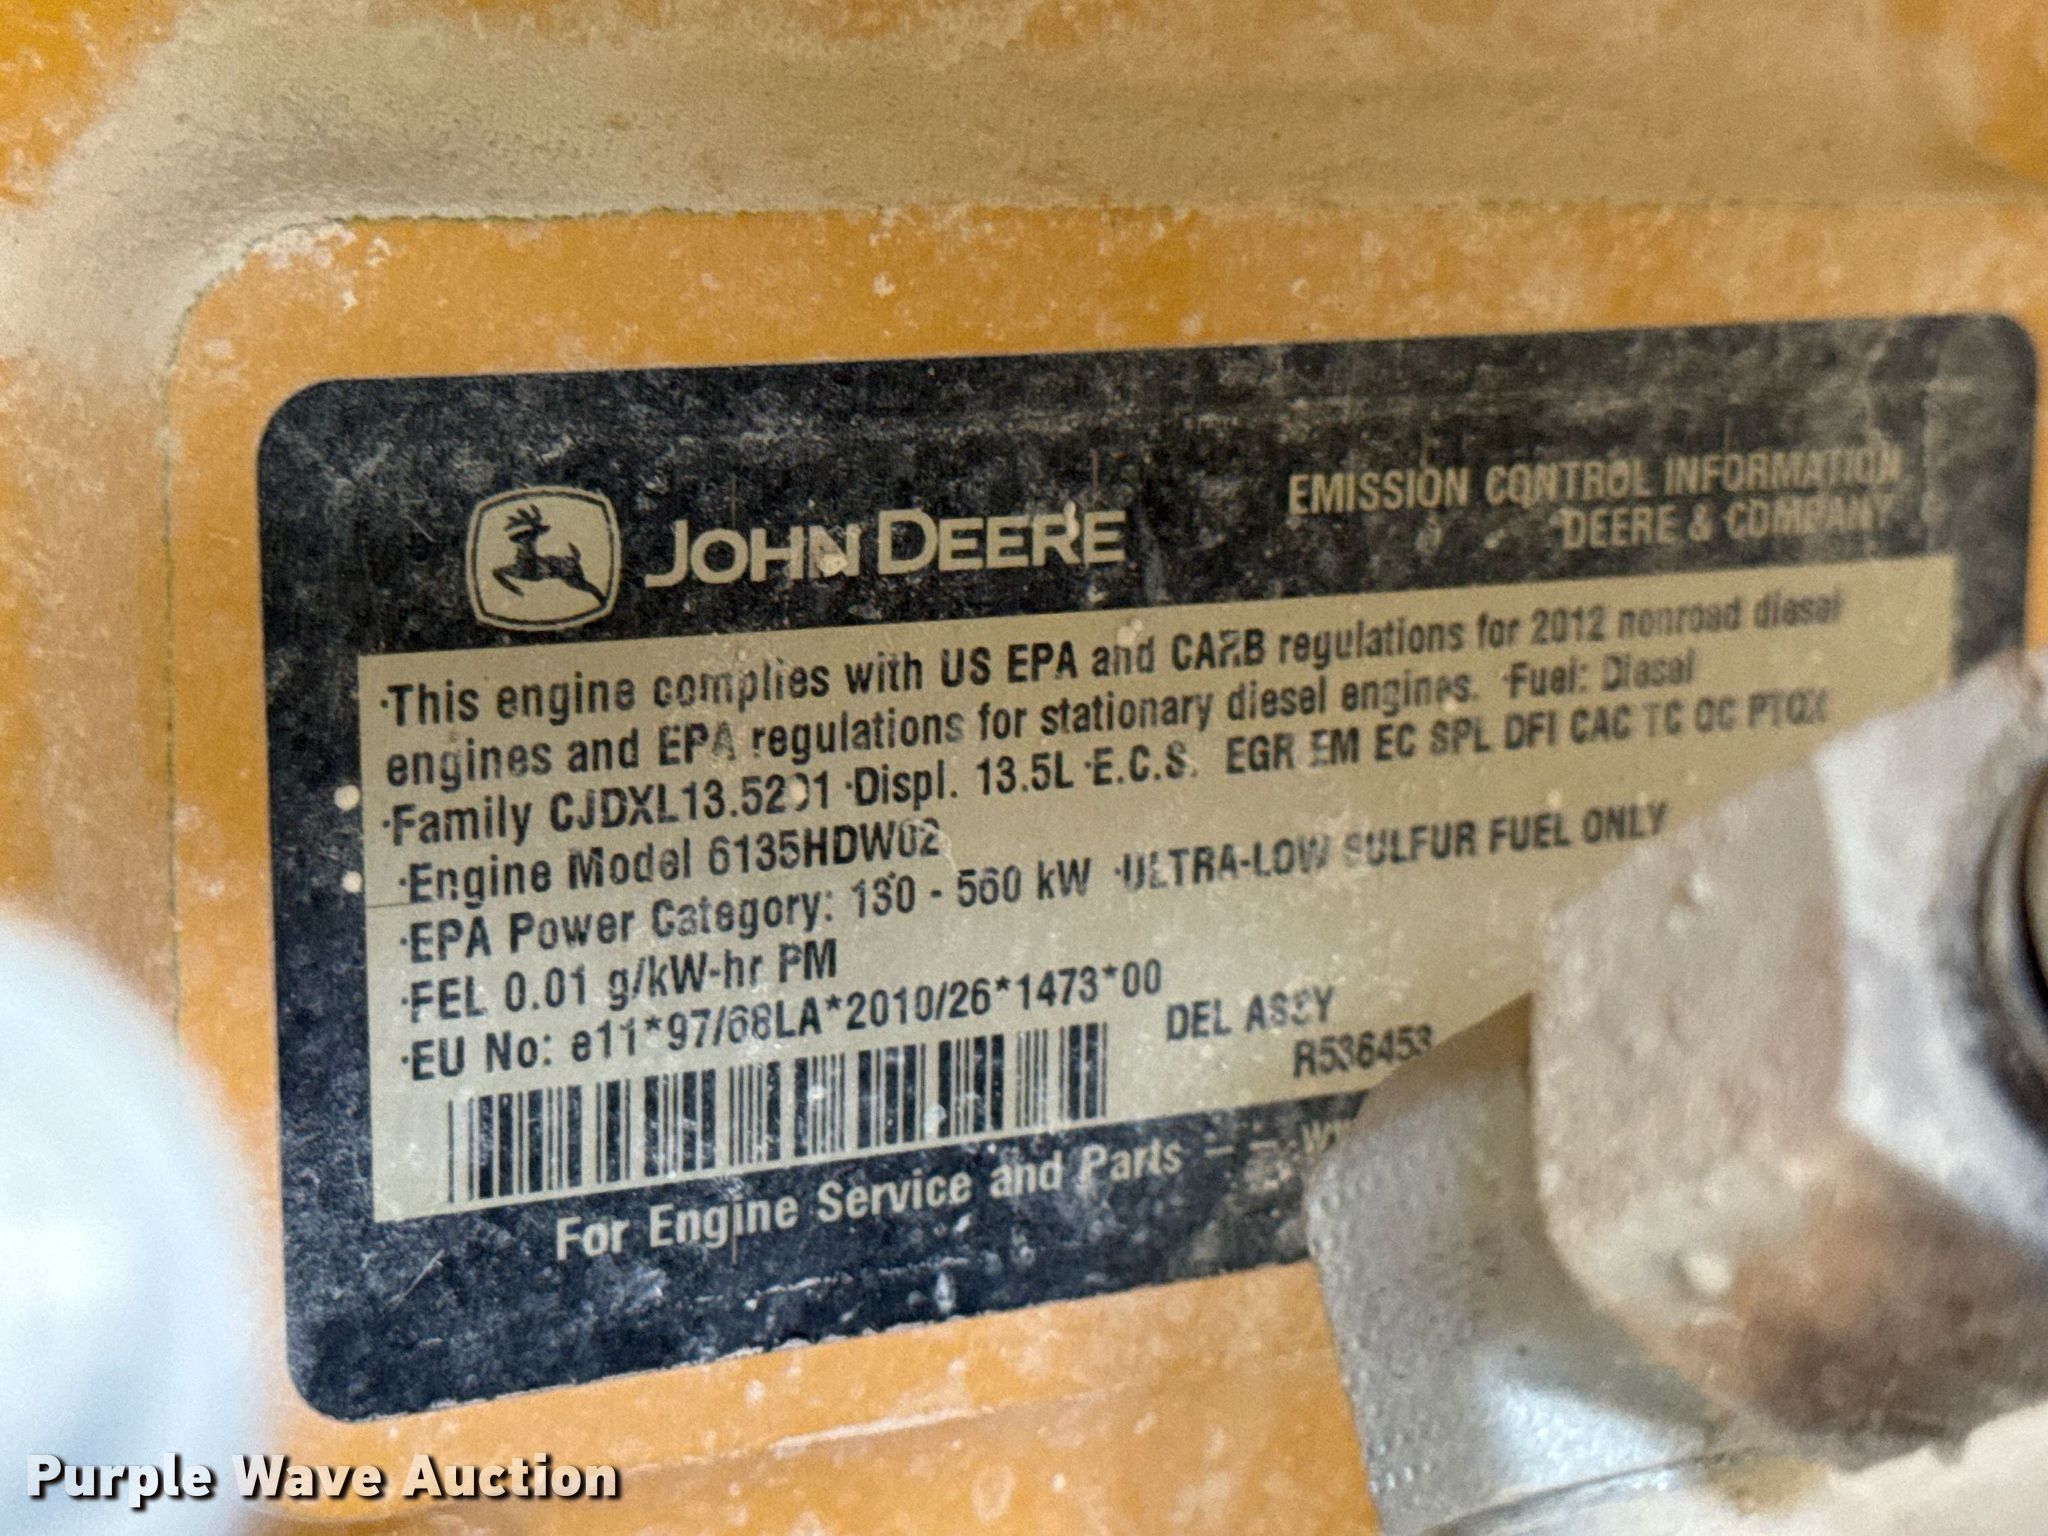 JOHN DEERE
EMISSION CONTROL INFORMATION
DEERE & COMPANY
·This engine complies with US EPA and CARB regulations for 2012 nonroad diesel
engines and EPA regulations for stationary diesel engines. ·Fuel: Diesel
·Family CJDXL13.5201 ·Displ. 13.5L ·E.C.S. EGR EM EC SPL DFI CAC TC OC PTOX
·Engine Model 6135HDW02
·EPA Power Category: 130 - 560 kW ·ULTRA-LOW SULFUR FUEL ONLY
·FEL 0.01 g/kW-hr PM
·EU No: e11*97/68LA*2010/26*1473*00
DEL ASSY
R536453
For Engine Service and Parts - -
Purple Wave Auction